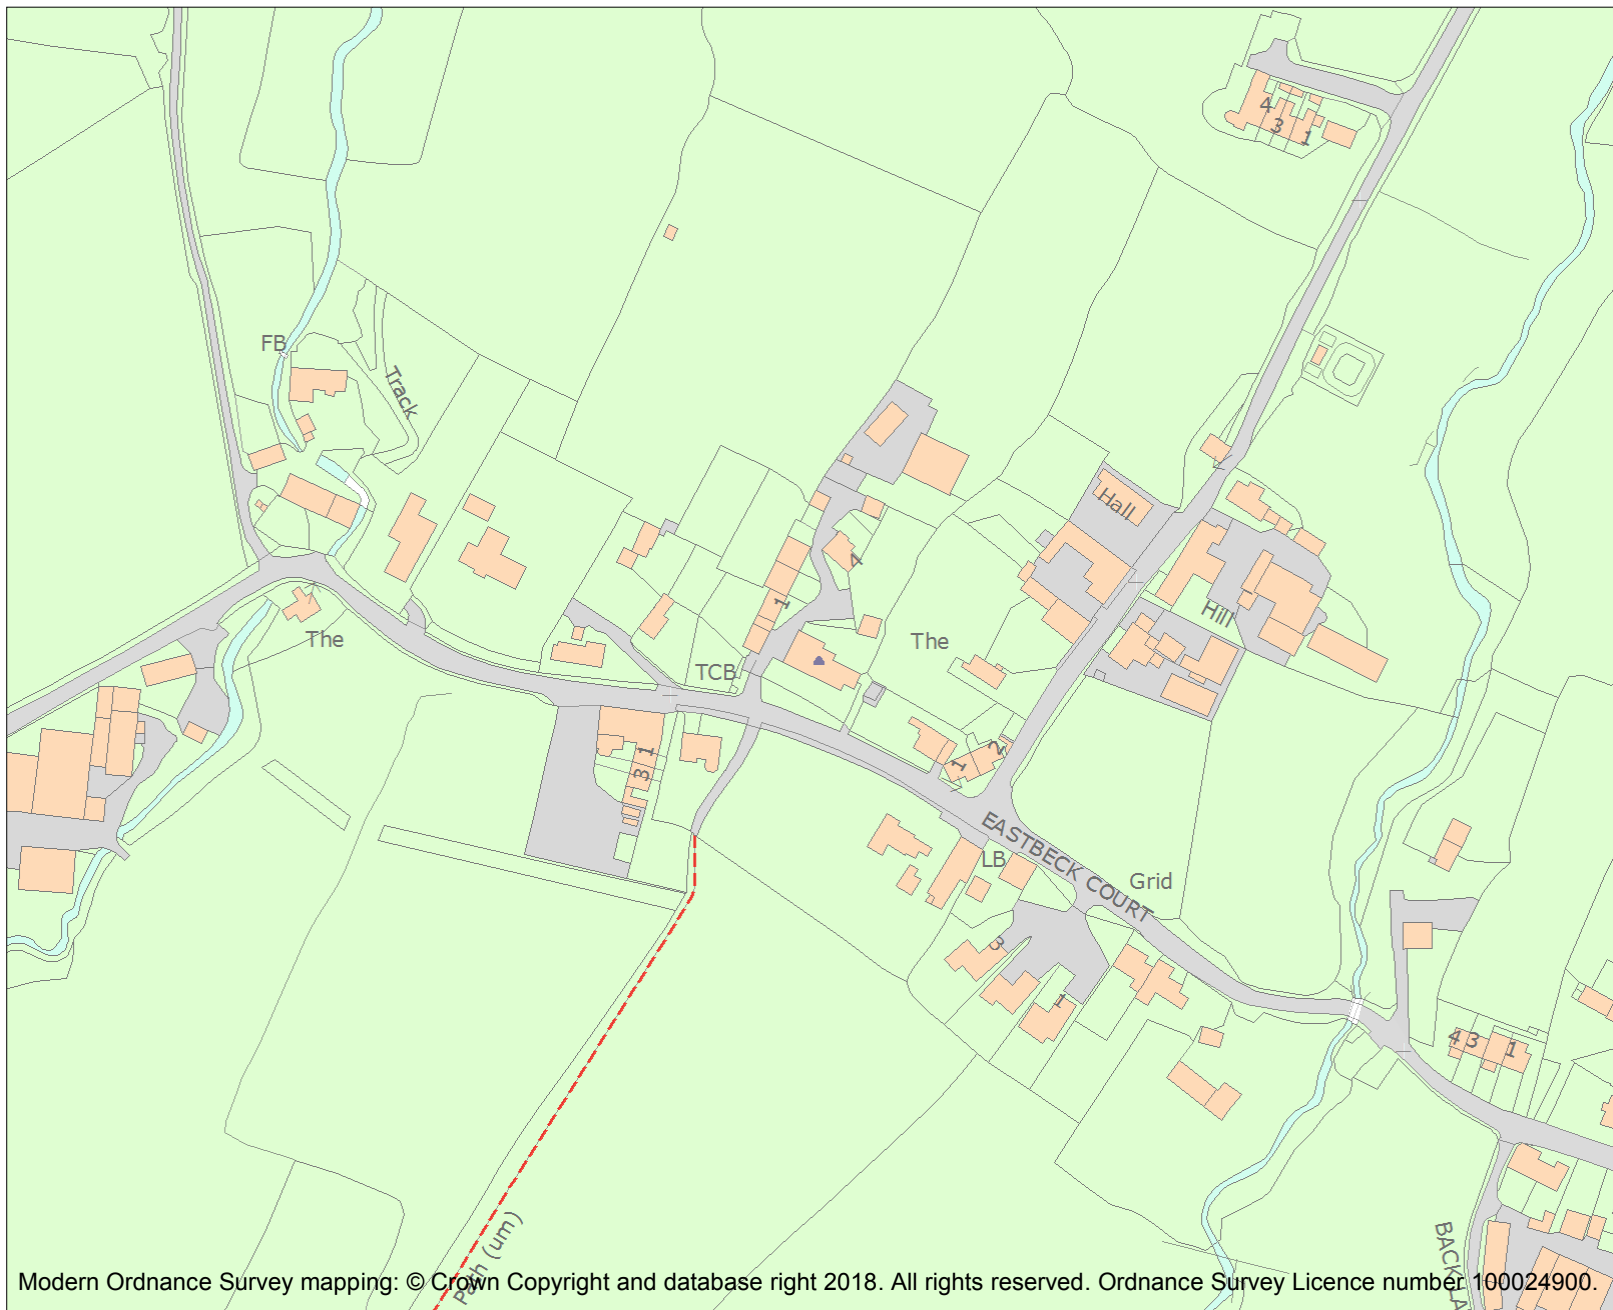 4
3
1
FB
Track
Hall
4
1
Hill
The
The
TCB
1
3
2
1
EASTBECK COURT
LB
Grid
3
1
4
3
1
Path (um)
BACK LA
Modern Ordnance Survey mapping: © Crown Copyright and database right 2018. All rights reserved. Ordnance Survey Licence number 100024900.